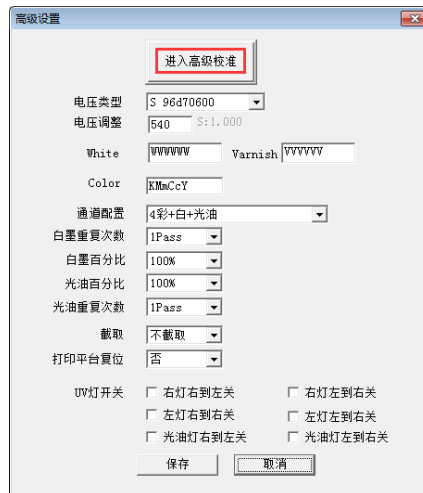 高级设置
进入高级校准
电压类型 S 96d70600
电压调整 540 S:1.000
White WWWWWW Varnish VVVVVV
Color KMmCcY
通道配置 4彩+白+光油
白墨重复次数 1Pass
白墨百分比 100%
光油百分比 100%
光油重复次数 1Pass
截取 不截取
打印平台复位 否
UV灯开关 右灯右到左关 右灯左到右关
左灯右到右关 左灯左到右关
光油灯右到左关 光油灯左到右关
保存 取消